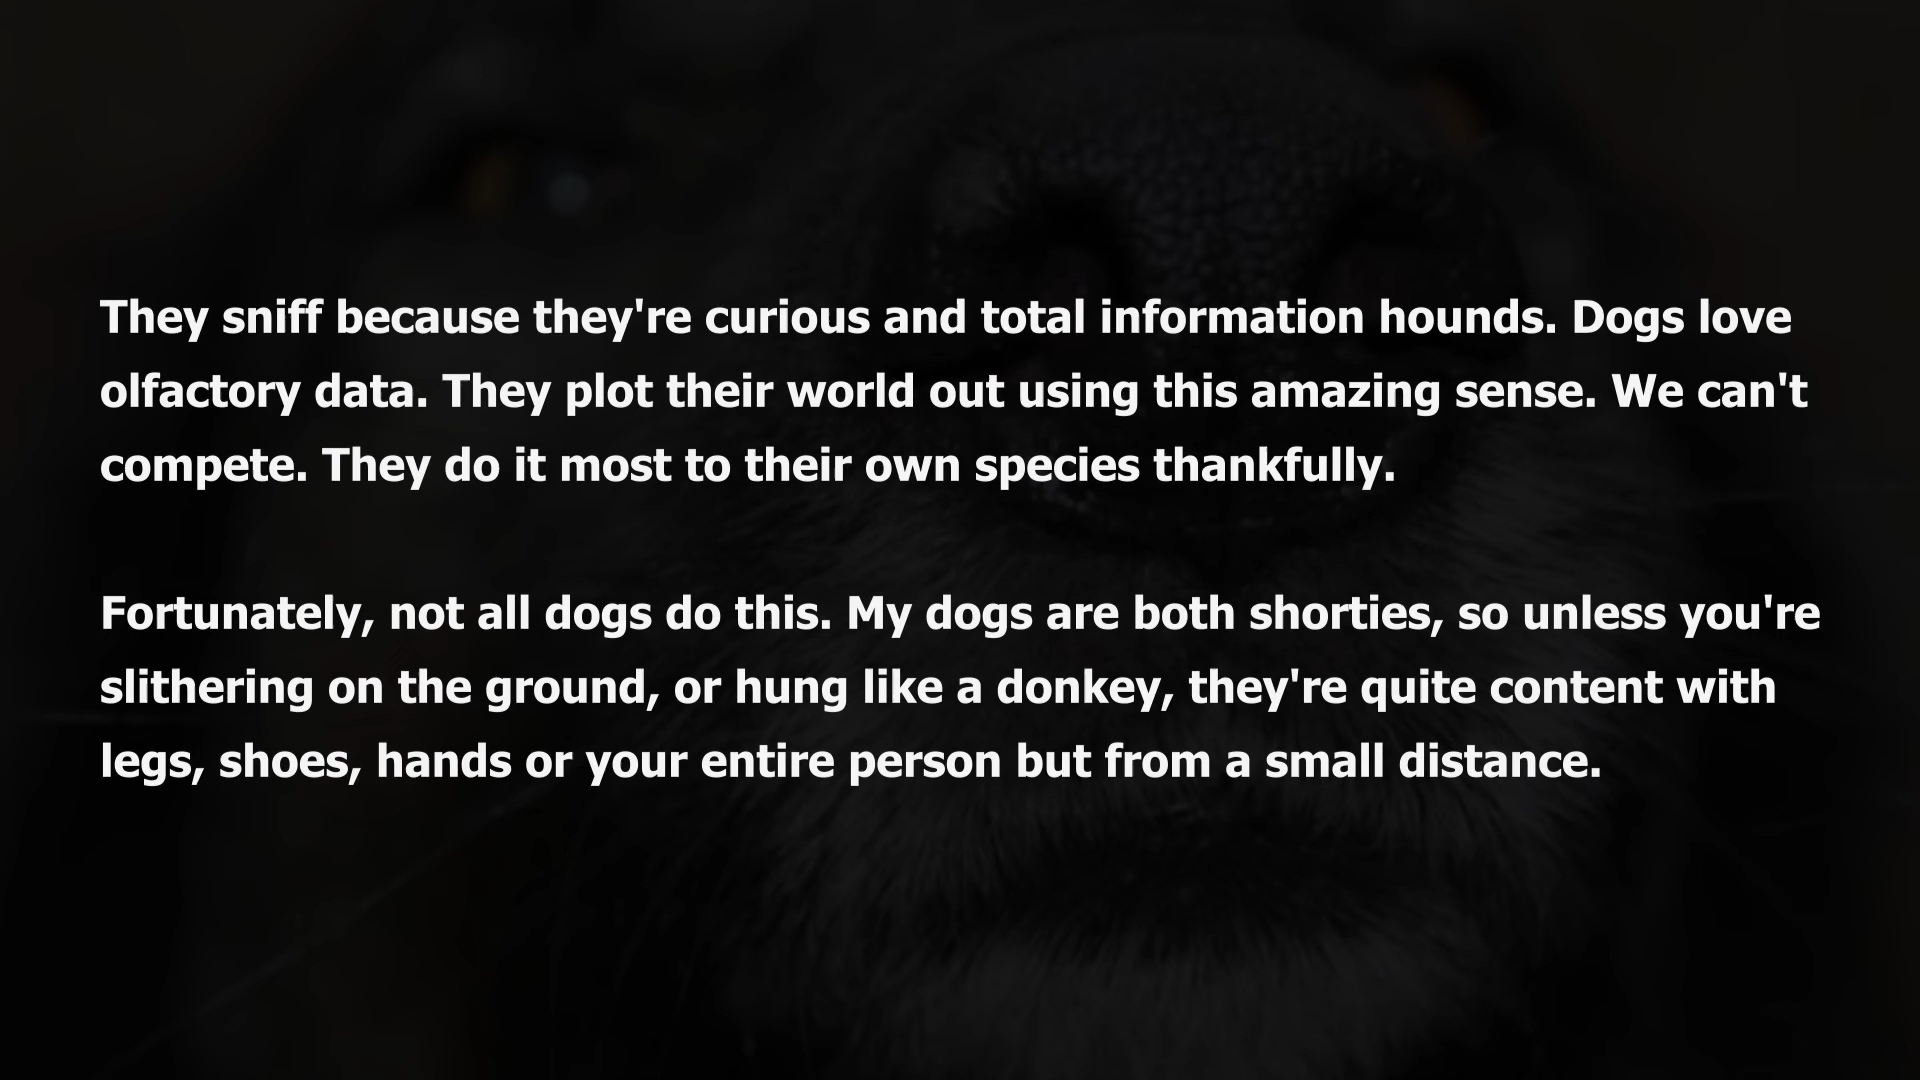 They sniff because they're curious and total information hounds. Dogs love
olfactory data. They plot their world out using this amazing sense. We can't
compete. They do it most to their own species thankfully.
Fortunately, not all dogs do this. My dogs are both shorties, so unless you're
slithering on the ground, or hung like a donkey, they're quite content with
legs, shoes, hands or your entire person but from a small distance.